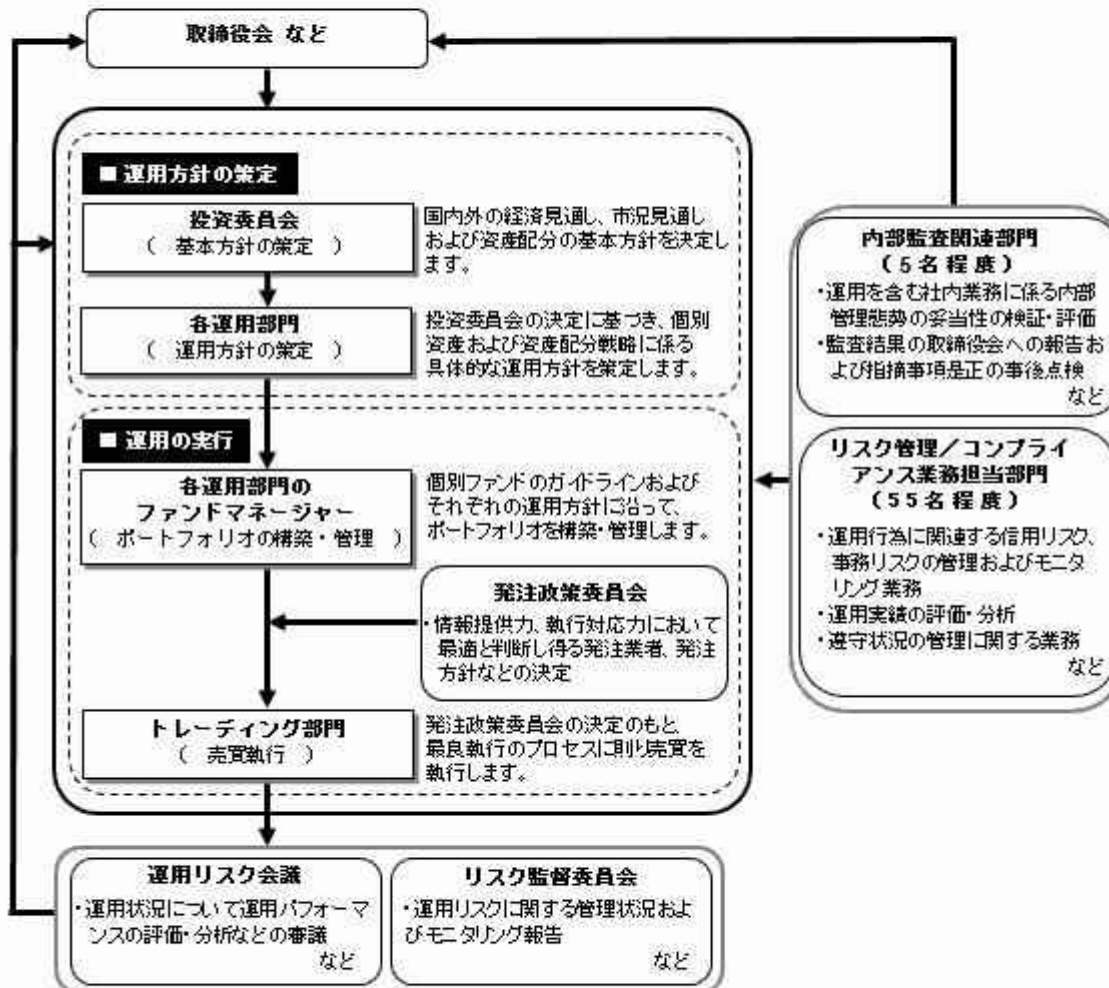 取締役会 など
■ 運用方針の策定
投資委員会
( 基本方針の策定 )
国内外の経済見通し、市況見通し
および資産配分の基本方針を決定し
ます。
各運用部門
( 運用方針の策定 )
投資委員会の決定に基づき、個別
資産および資産配分戦略に係る
具体的な運用方針を策定します。
■ 運用の実行
各運用部門の
ファンドマネージャー
( ポートフォリオの構築・管理 )
個別ファンドのガイドラインおよび
それぞれの運用方針に沿って、
ポートフォリオを構築・管理します。
発注政策委員会
・情報提供力、執行対応力において
最適と判断し得る発注業者、発注
方針などの決定
トレーディング部門
( 売買執行 )
発注政策委員会の決定のもと、
最良執行のプロセスに則り売買を
執行します。
内部監査関連部門
(5名程度)
・運用を含む社内業務に係る内部
管理態勢の妥当性の検証・評価
・監査結果の取締役会への報告お
よび指摘事項是正の事後点検
など
リスク管理/コンプライ
アンス業務担当部門
(55名程度)
・運用行為に関連する信用リスク、
事務リスクの管理およびモニタ
リング業務
・運用実績の評価・分析
・遵守状況の管理に関する業務
など
運用リスク会議
・運用状況について運用パフォーマ
ンスの評価・分析などの審議
など
リスク監督委員会
・運用リスクに関する管理状況およ
びモニタリング報告
など